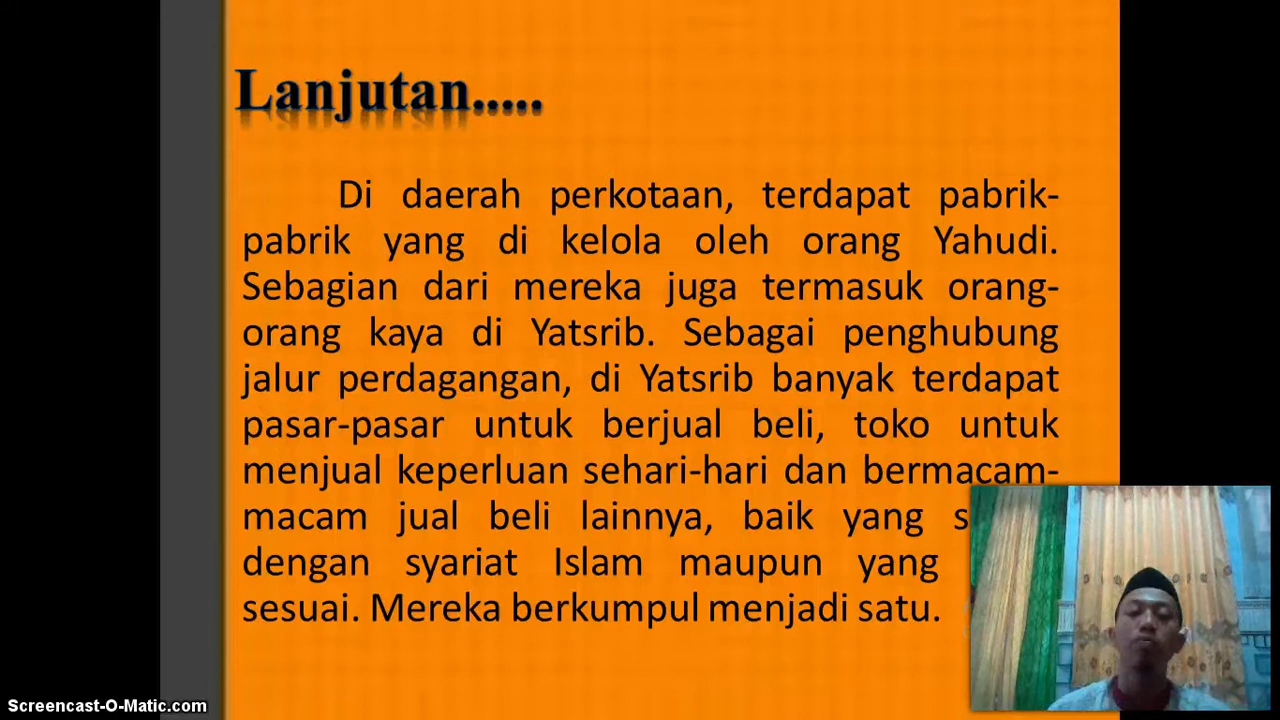 Lanjutan.....
Di daerah perkotaan, terdapat pabrik-
pabrik yang di kelola oleh orang Yahudi.
Sebagian dari mereka juga termasuk orang-
orang kaya di Yatsrib. Sebagai penghubung
jalur perdagangan, di Yatsrib banyak terdapat
pasar-pasar untuk berjual beli, toko untuk
menjual keperluan sehari-hari dan bermacam-
macam jual beli lainnya, baik yang
dengan syariat Islam maupun yang
sesuai. Mereka berkumpul menjadi satu.
Screencast-O-Matic.com